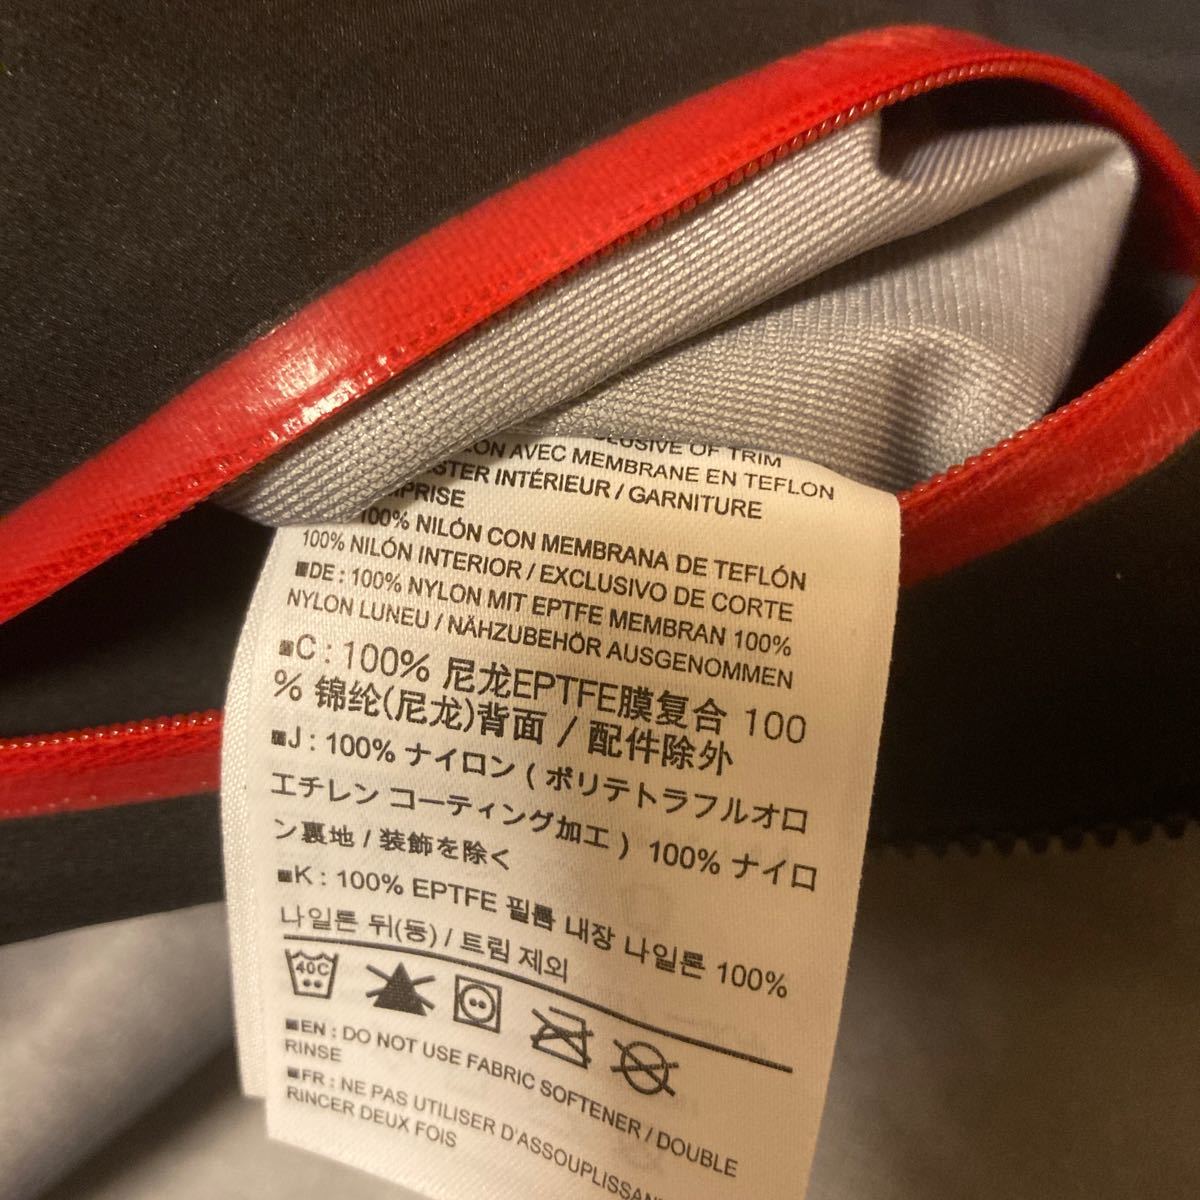 OF TRIM
AVEC MEMBRANE EN TEFLON
INTÉRIEUR / GARNITURE
100% NILÓN CON MEMBRANA DE TEFLÓN
100% NILÓN INTERIOR / EXCLUSIVO DE CORTE
■DE : 100% NYLON MIT EPTFE MEMBRAN 100%
NYLON LUNEU / NÄHZUBEHÖR AUSGENOMMEN
■C : 100% 尼龙EPTFE膜复合 100
% 锦纶(尼龙)背面 / 配件除外
■J : 100% ナイロン ( ポリテトラフルオロ
エチレン コーティング加工 ) 100% ナイロ
ン裏地 / 装飾を除く
■K : 100% EPTFE 필름 내장 나일론 100%
나일론 뒤(등) / 트림 제외
40C
■EN : DO NOT USE FABRIC SOFTENER / DOUBLE
RINSE
■FR : NE PAS UTILISER D'ASSOUPLISSANT
RINCER DEUX FOIS